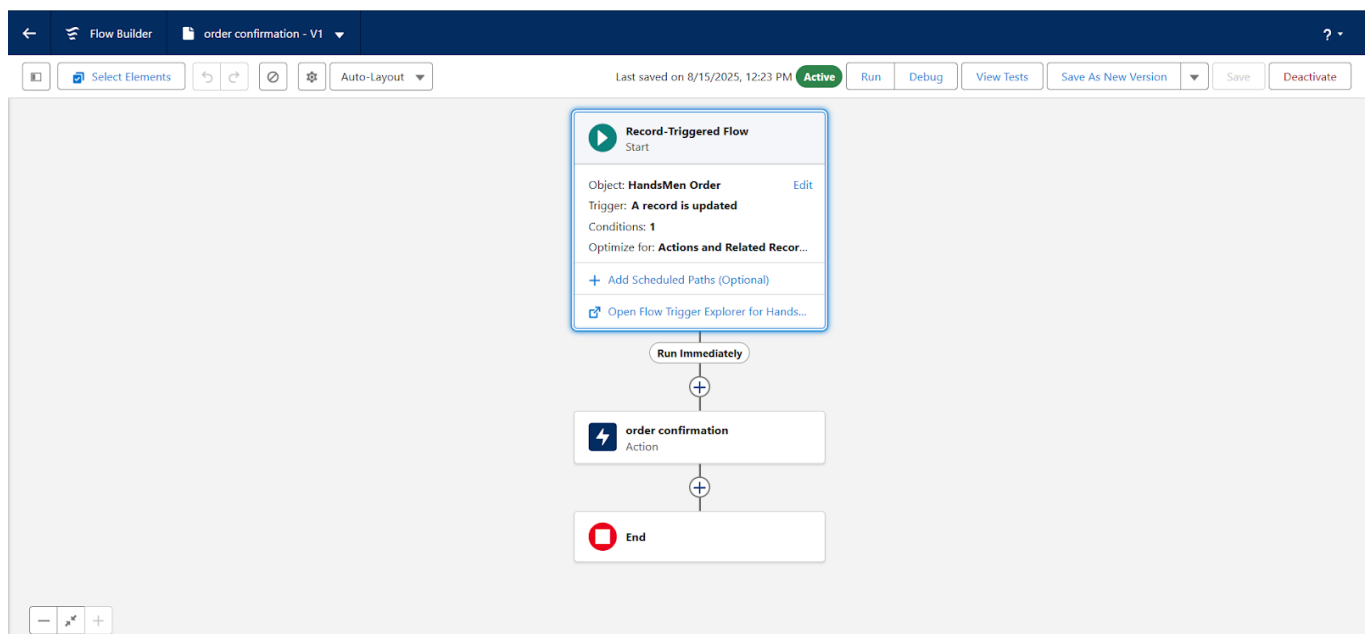 Flow Builder
order confirmation - V1
?
Select Elements
Auto-Layout
Last saved on 8/15/2025, 12:23 PM
Active
Run
Debug
View Tests
Save As New Version
Save
Deactivate
Record-Triggered Flow
Start
Object: HandsMen Order
Edit
Trigger: A record is updated
Conditions: 1
Optimize for: Actions and Related Recor...
+ Add Scheduled Paths (Optional)
Open Flow Trigger Explorer for Hands...
Run Immediately
order confirmation
Action
End